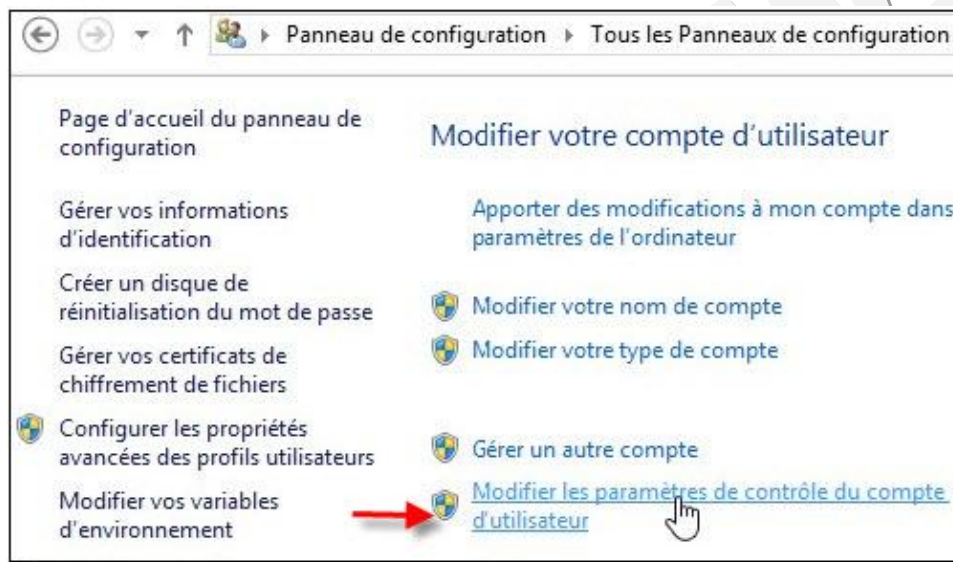 Panneau de configuration ▸ Tous les Panneaux de configuration
Page d'accueil du panneau de
configuration
Gérer vos informations
d'identification
Créer un disque de
réinitialisation du mot de passe
Gérer vos certificats de
chiffrement de fichiers
Configurer les propriétés
avancées des profils utilisateurs
Modifier vos variables
d'environnement
Modifier votre compte d'utilisateur
Apporter des modifications à mon compte dans
paramètres de l'ordinateur
Modifier votre nom de compte
Modifier votre type de compte
Gérer un autre compte
Modifier les paramètres de contrôle du compte
d'utilisateur